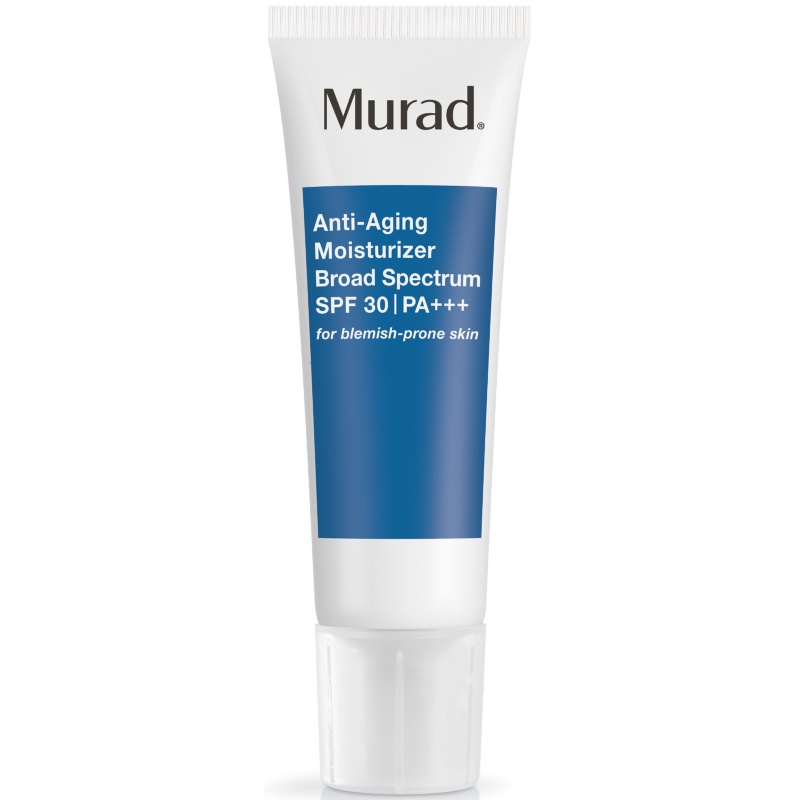 Murad®
Anti-Aging
Moisturizer
Broad Spectrum
SPF 30|PA+++
for blemish-prone skin